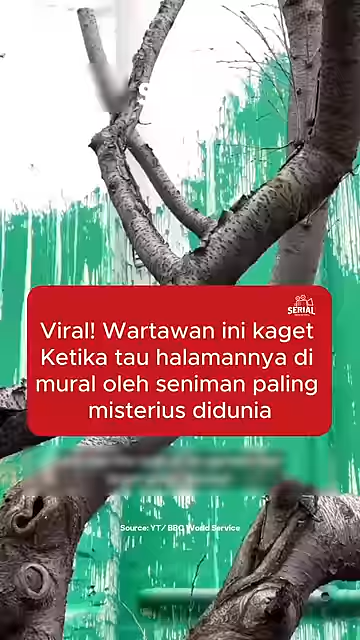 SERIAL
Viral! Wartawan ini kaget
Ketika tau halamannya di
mural oleh seniman paling
misterius didunia
Source: YT/ BBC World Service